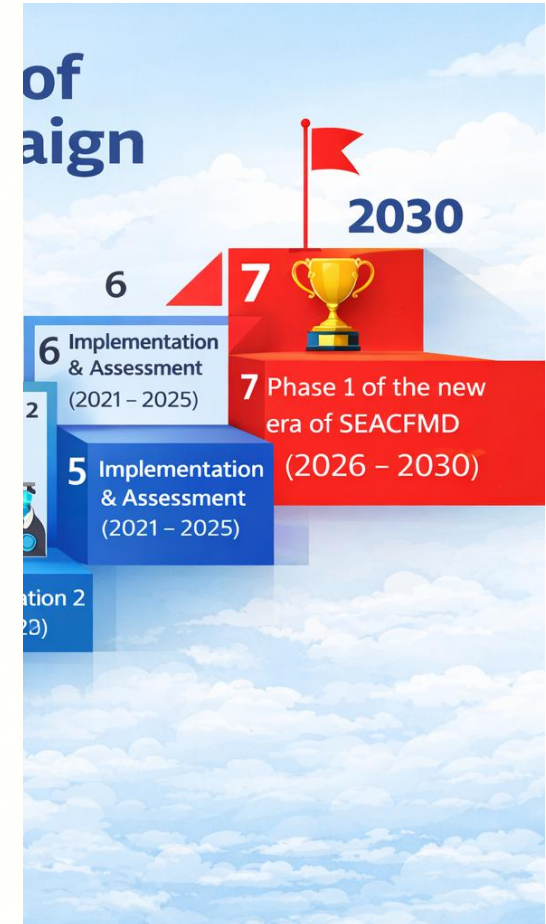 of
aign
2030
6
7
6 Implementation
& Assessment
(2021 – 2025)
7 Phase 1 of the new
era of SEACFMD
(2026 – 2030)
2
5 Implementation
& Assessment
(2021 – 2025)
ation 2